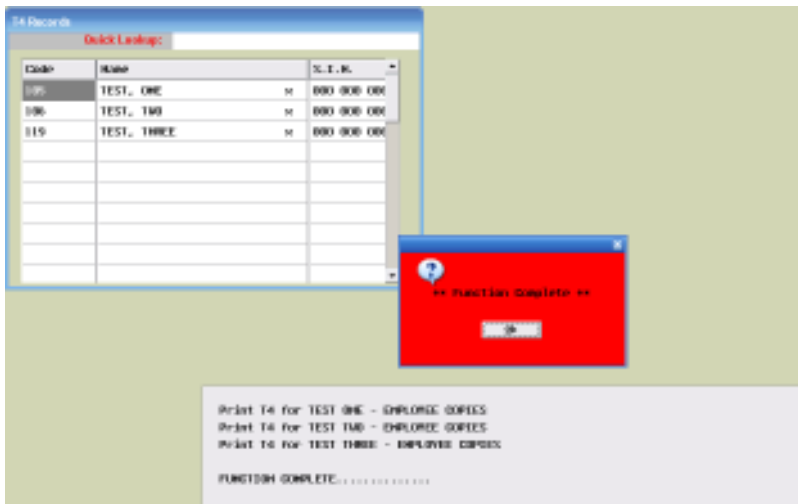 T4 Records
Quick Lookup:
Code Name S.I.N.
105 TEST, ONE M 000 000 000
106 TEST, TWO M 000 000 000
119 TEST, THREE M 000 000 000
** Function Complete **
Ok
Print T4 for TEST ONE - EMPLOYEE COPIES
Print T4 for TEST TWO - EMPLOYEE COPIES
Print T4 for TEST THREE - EMPLOYEE COPIES
FUNCTION COMPLETE..............